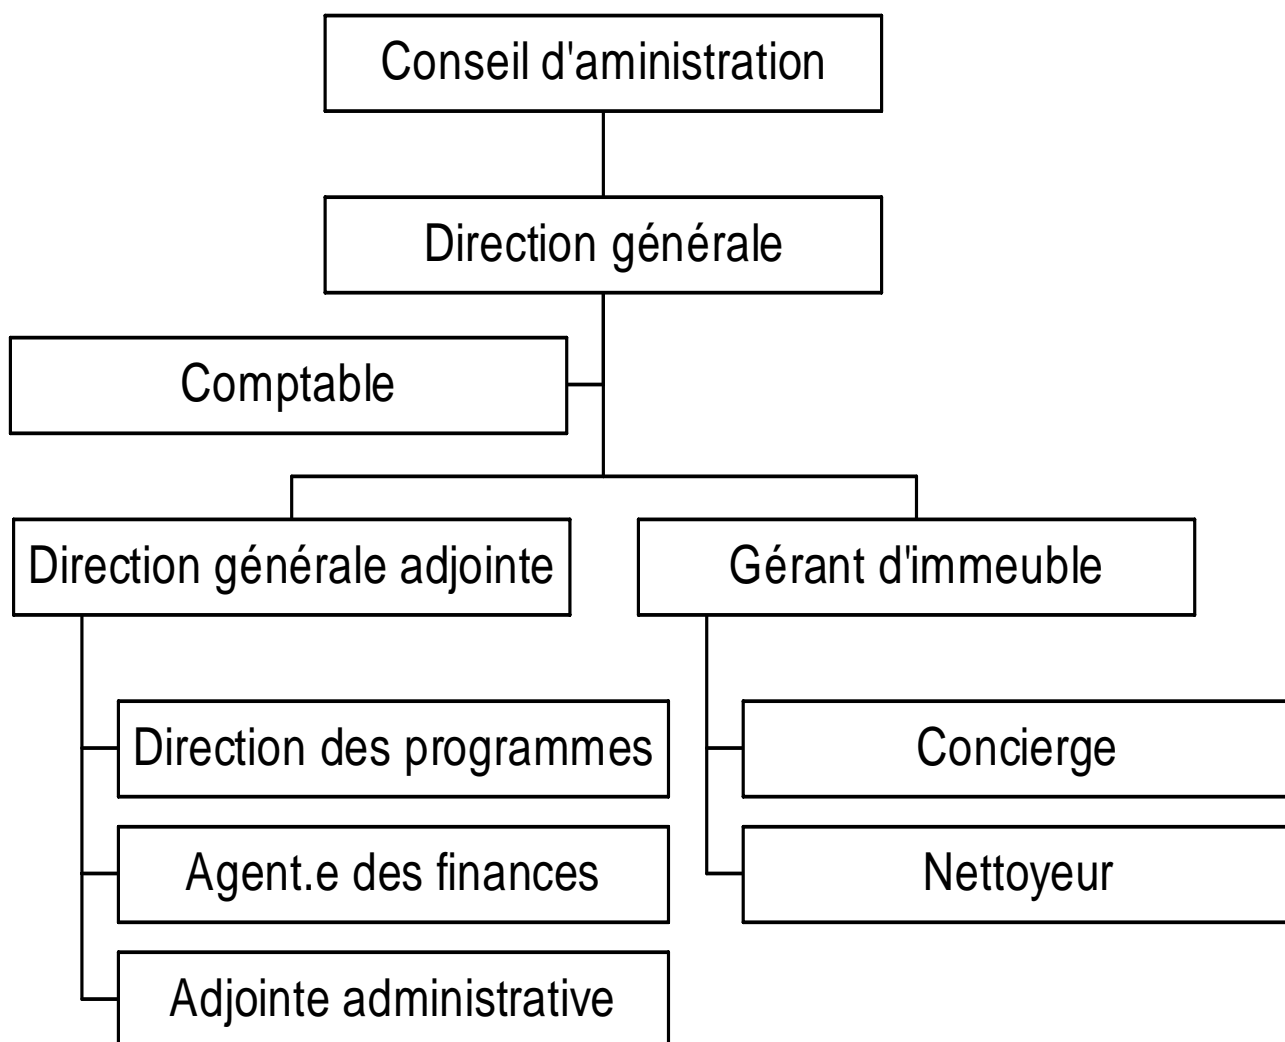 Conseil d'aministration
Direction générale
Comptable
Direction générale adjointe
Gérant d'immeuble
Direction des programmes
Concierge
Agent.e des finances
Nettoyeur
Adjointe administrative